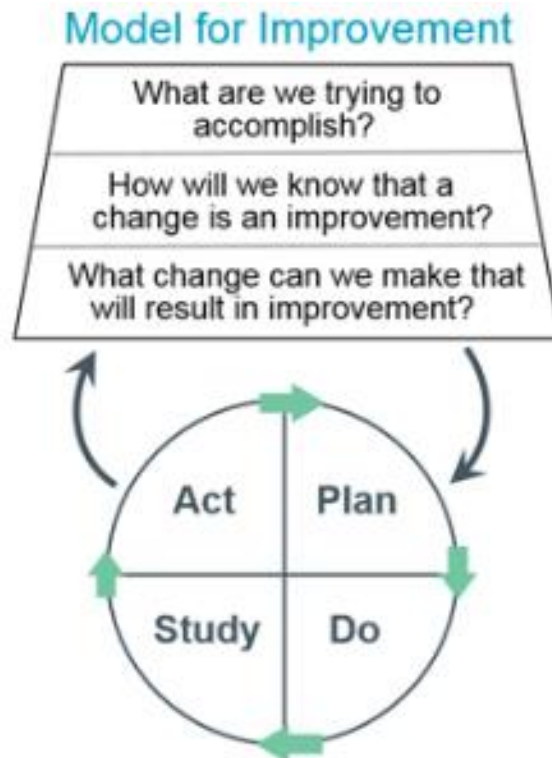 Model for Improvement
What are we trying to
accomplish?
How will we know that a
change is an improvement?
What change can we make that
will result in improvement?
Act
Plan
Study
Do